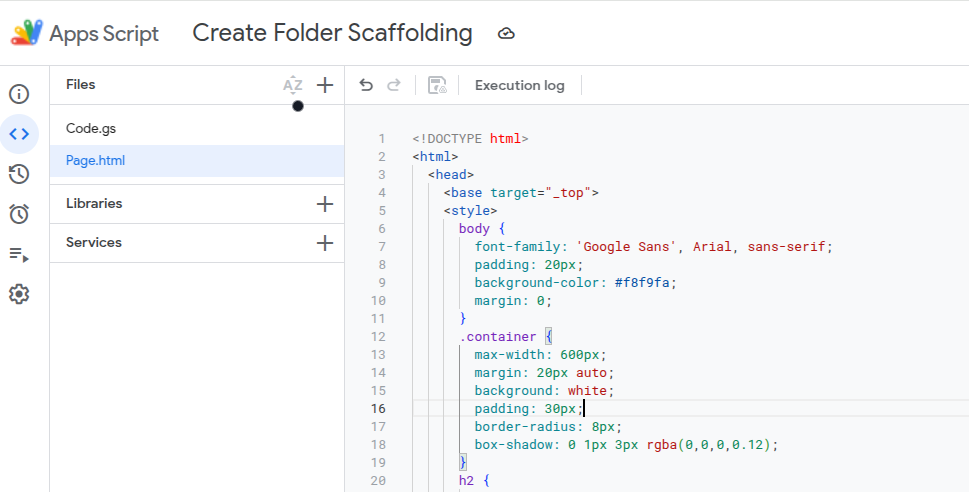 Apps Script Create Folder Scaffolding
Files
AZ
Execution log
Code.gs
Page.html
Libraries
Services
1 <!DOCTYPE html>
2 <html>
3 <head>
4 <base target="_top">
5 <style>
6 body {
7 font-family: 'Google Sans', Arial, sans-serif;
8 padding: 20px;
9 background-color: #f8f9fa;
10 margin: 0;
11 }
12 .container {
13 max-width: 600px;
14 margin: 20px auto;
15 background: white;
16 padding: 30px;
17 border-radius: 8px;
18 box-shadow: 0 1px 3px rgba(0,0,0,0.12);
19 }
20 h2 {